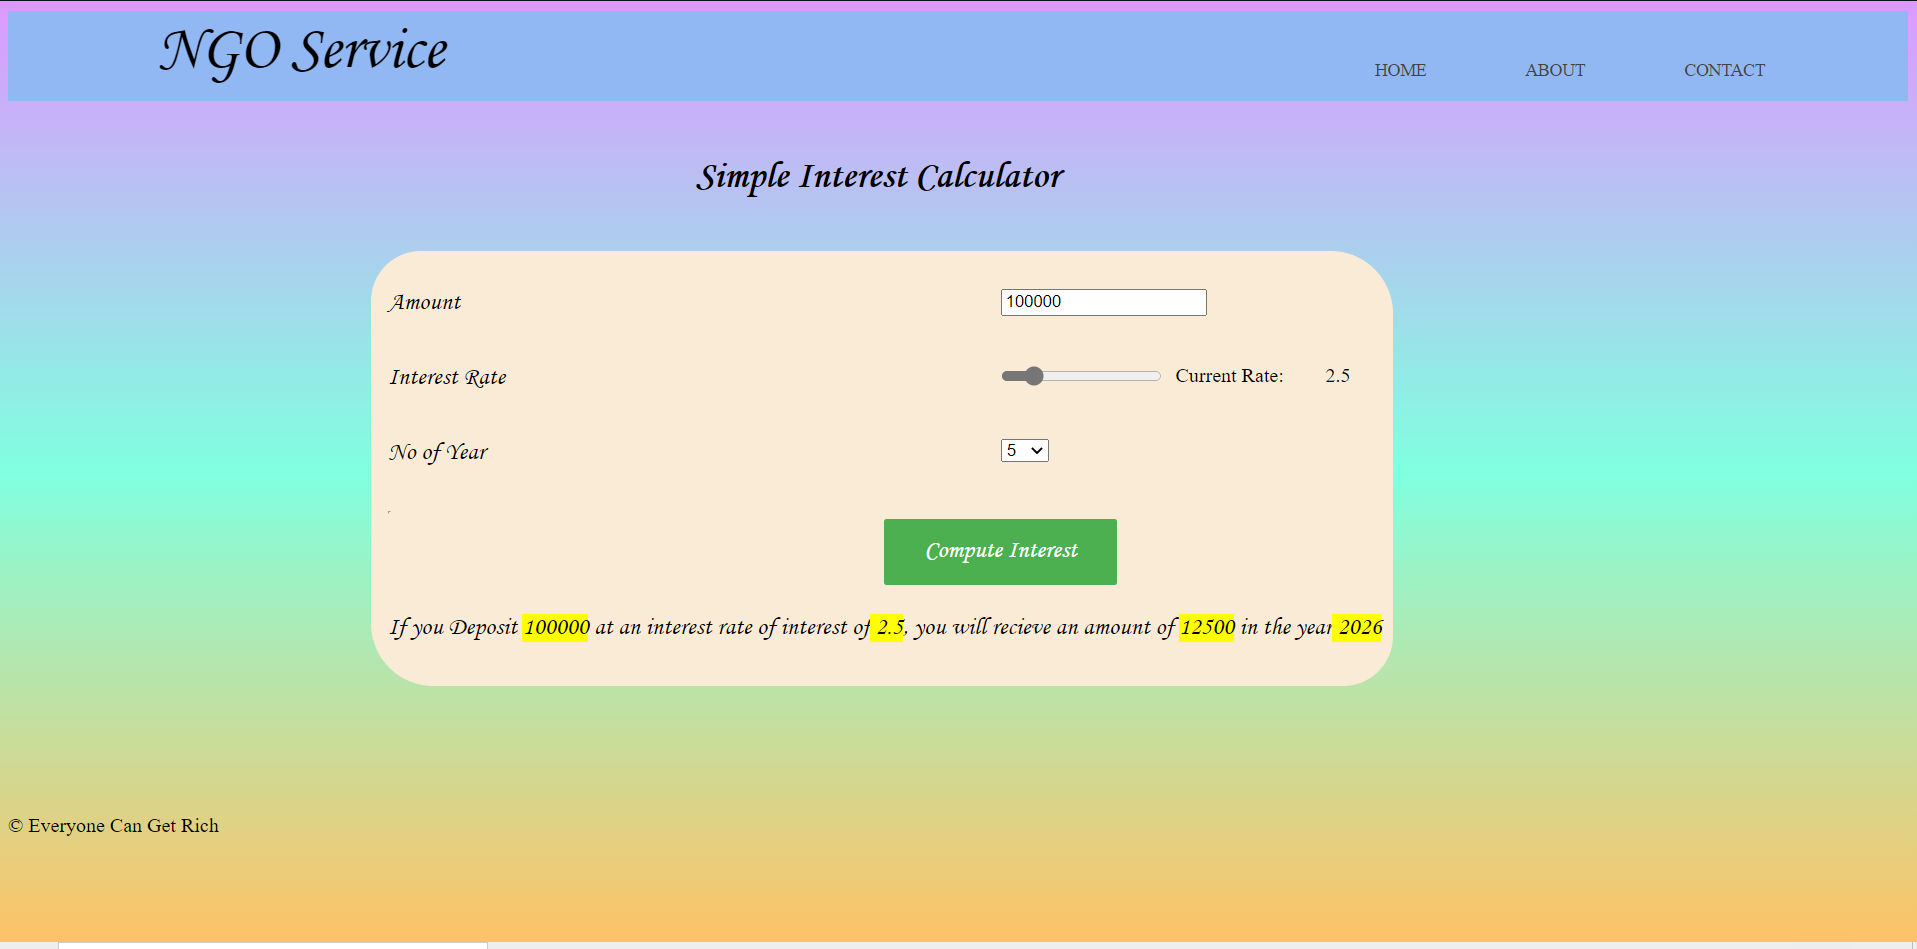 NGO Service
HOME ABOUT CONTACT
Simple Interest Calculator
Amount 100000
Interest Rate Current Rate: 2.5
No of Year 5
Compute Interest
If you Deposit 100000 at an interest rate of interest of 2.5, you will recieve an amount of 12500 in the year 2026
© Everyone Can Get Rich